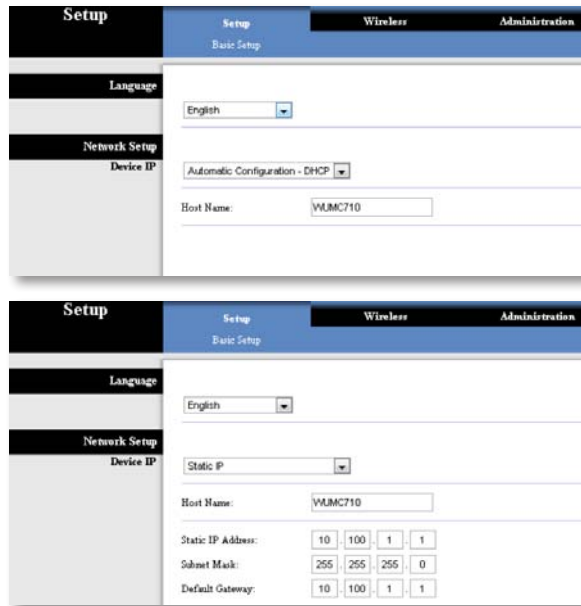 Setup
Setup Wireless Administration
Basic Setup
Language
English
Network Setup
Device IP
Automatic Configuration - DHCP
Host Name: WUMC710
Setup
Setup Wireless Administration
Basic Setup
Language
English
Network Setup
Device IP
Static IP
Host Name: WUMC710
Static IP Address: 10 . 100 . 1 . 1
Subnet Mask: 255 . 255 . 255 . 0
Default Gateway: 10 . 100 . 1 . 1